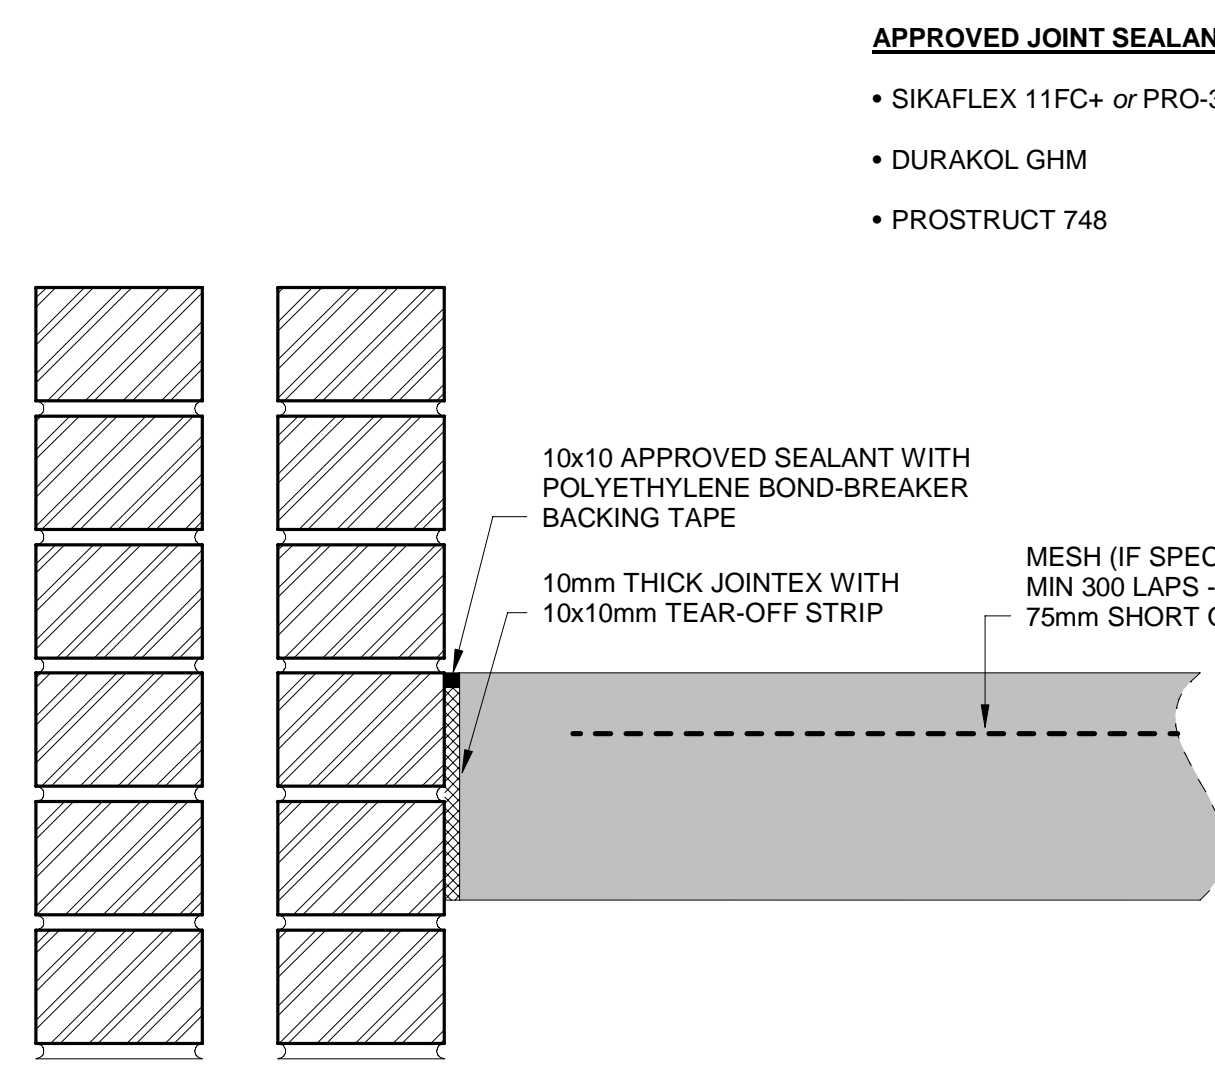 APPROVED JOINT SEALAN
• SIKAFLEX 11FC+ or PRO-3
• DURAKOL GHM
• PROSTRUCT 748
10x10 APPROVED SEALANT WITH
POLYETHYLENE BOND-BREAKER
BACKING TAPE
10mm THICK JOINTEX WITH
10x10mm TEAR-OFF STRIP
MESH (IF SPEC
MIN 300 LAPS -
75mm SHORT